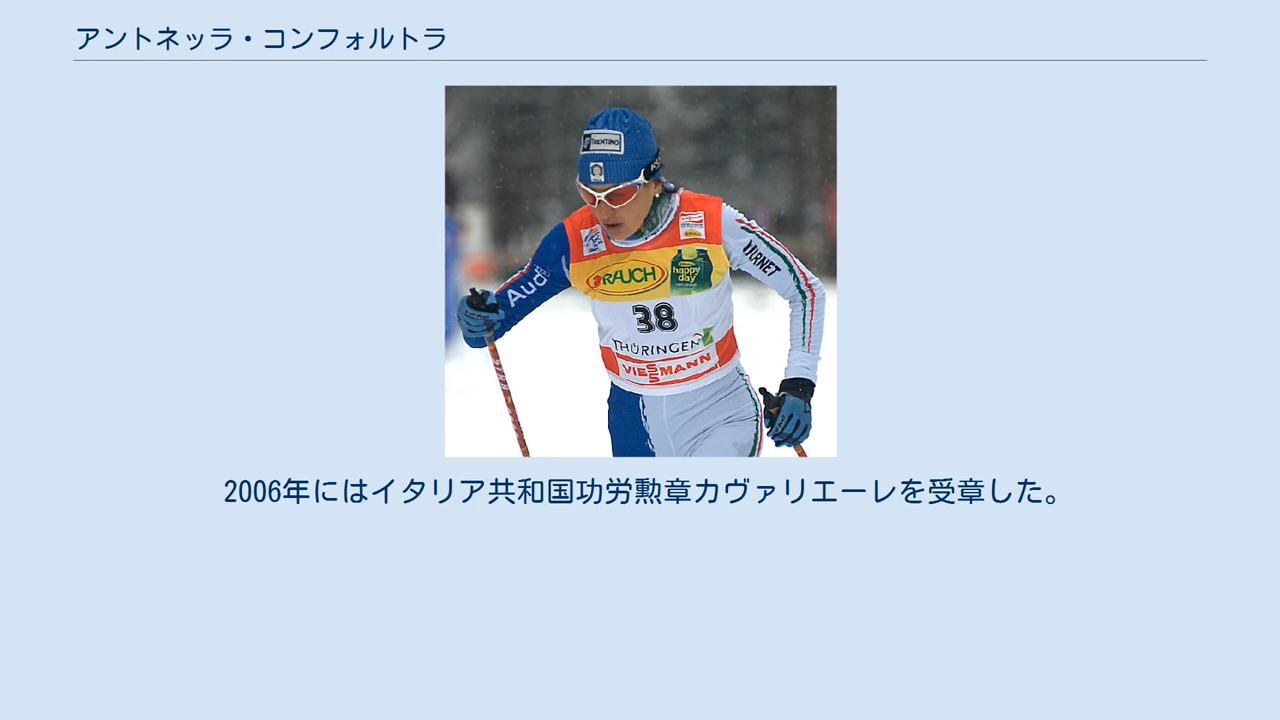 アントネッラ・コンフォルトラ
TRENTINO
Audi
RAUCH
happy day
VUERNET
38
THÜRINGEN
VIESSMANN
2006年にはイタリア共和国功労勲章カヴァリエーレを受章した。